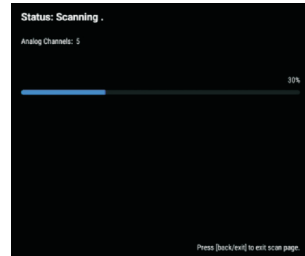 Status: Scanning .
Analog Channels: 5
30%
Press [back/exit] to exit scan page.